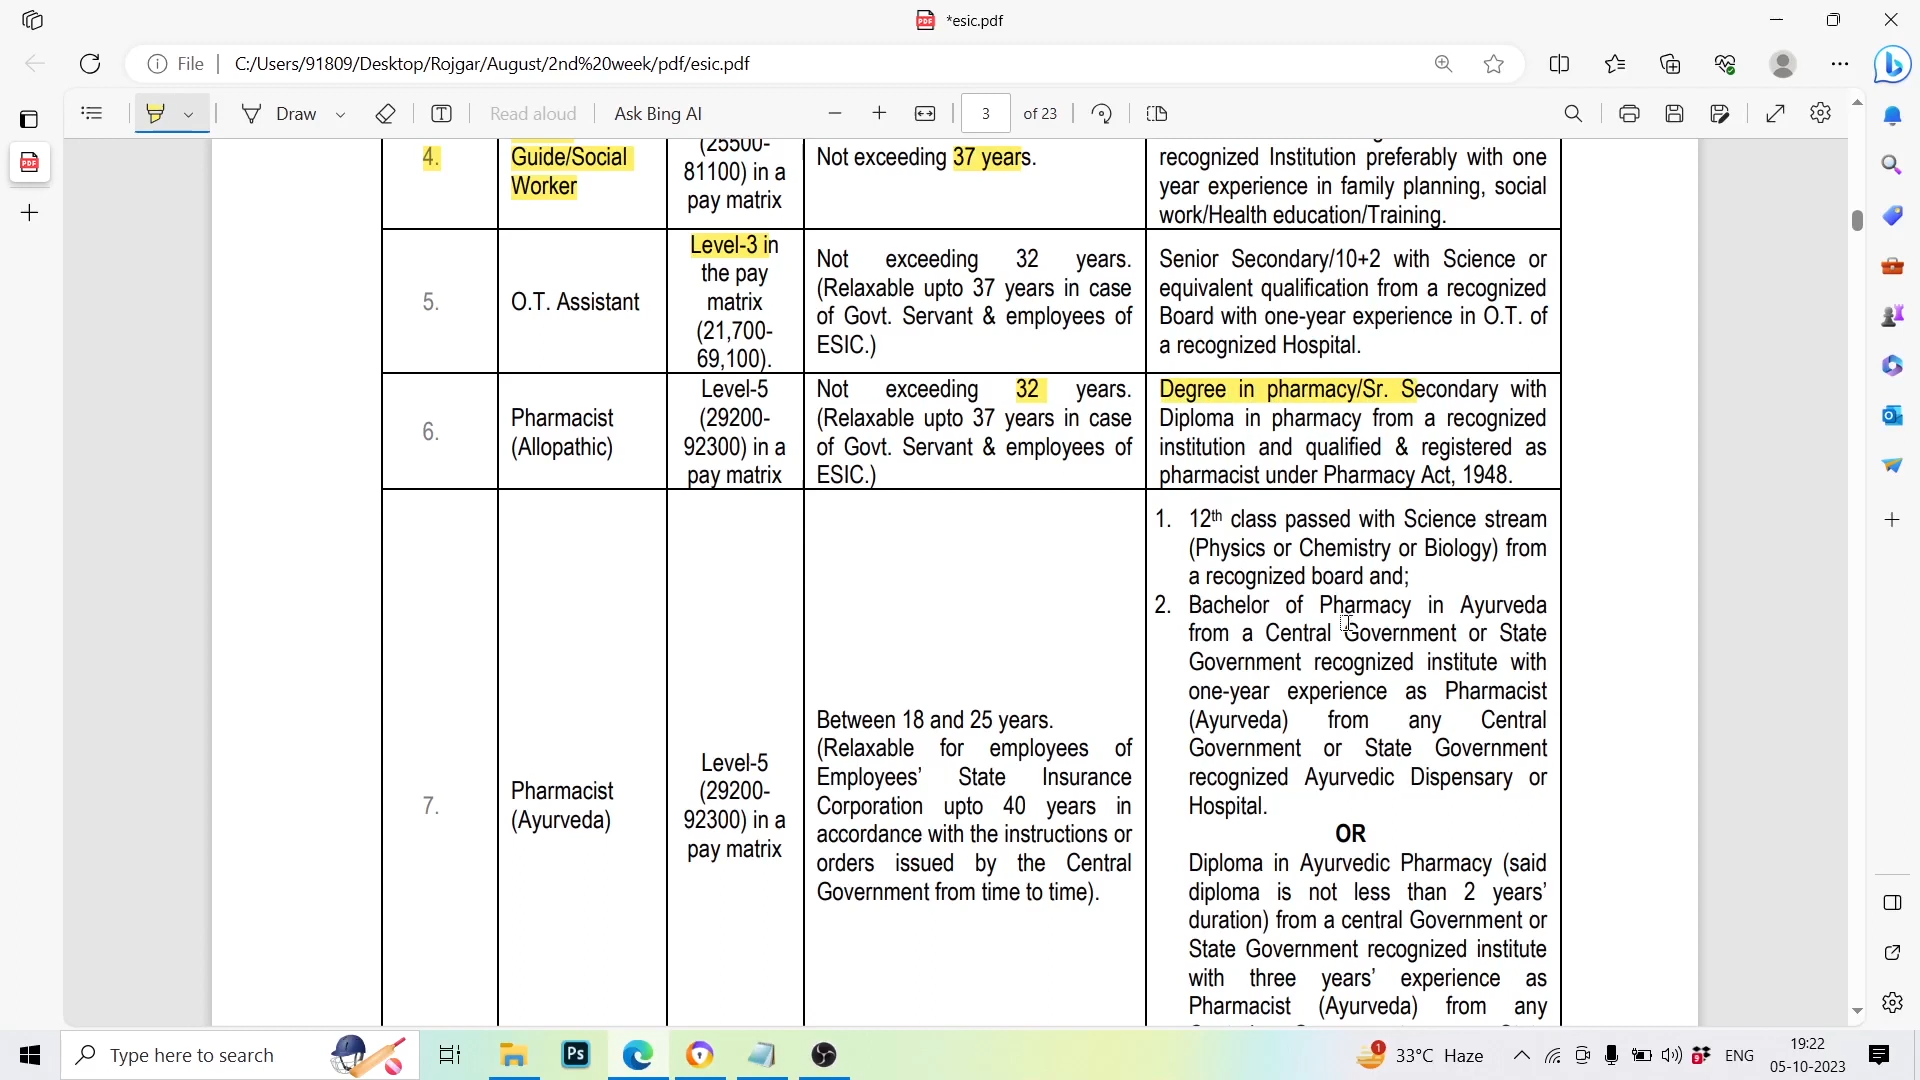 *esic.pdf
File
C:/Users/91809/Desktop/Rojgar/August/2nd%20week/pdf/esic.pdf
Draw
Read aloud
Ask Bing AI
3
of 23
4.
Guide/Social
Worker
(25500-
81100) in a
pay matrix
Not exceeding 37 years.
recognized Institution preferably with one
year experience in family planning, social
work/Health education/Training.
5.
O.T. Assistant
Level-3 in
the pay
matrix
(21,700-
69,100).
Not exceeding 32 years.
(Relaxable upto 37 years in case
of Govt. Servant & employees of
ESIC.)
Senior Secondary/10+2 with Science or
equivalent qualification from a recognized
Board with one-year experience in O.T. of
a recognized Hospital.
6.
Pharmacist
(Allopathic)
Level-5
(29200-
92300) in a
pay matrix
Not exceeding 32 years.
(Relaxable upto 37 years in case
of Govt. Servant & employees of
ESIC.)
Degree in pharmacy/Sr. Secondary with
Diploma in pharmacy from a recognized
institution and qualified & registered as
pharmacist under Pharmacy Act, 1948.
7.
Pharmacist
(Ayurveda)
Level-5
(29200-
92300) in a
pay matrix
Between 18 and 25 years.
(Relaxable for employees of
Employees' State Insurance
Corporation upto 40 years in
accordance with the instructions or
orders issued by the Central
Government from time to time).
1. 12th class passed with Science stream
(Physics or Chemistry or Biology) from
a recognized board and;
2. Bachelor of Pharmacy in Ayurveda
from a Central Government or State
Government recognized institute with
one-year experience as Pharmacist
(Ayurveda) from any Central
Government or State Government
recognized Ayurvedic Dispensary or
Hospital.
OR
Diploma in Ayurvedic Pharmacy (said
diploma is not less than 2 years'
duration) from a central Government or
State Government recognized institute
with three years' experience as
Pharmacist (Ayurveda) from any
Type here to search
Ps
1
33°C Haze
ENG
19:22
05-10-2023